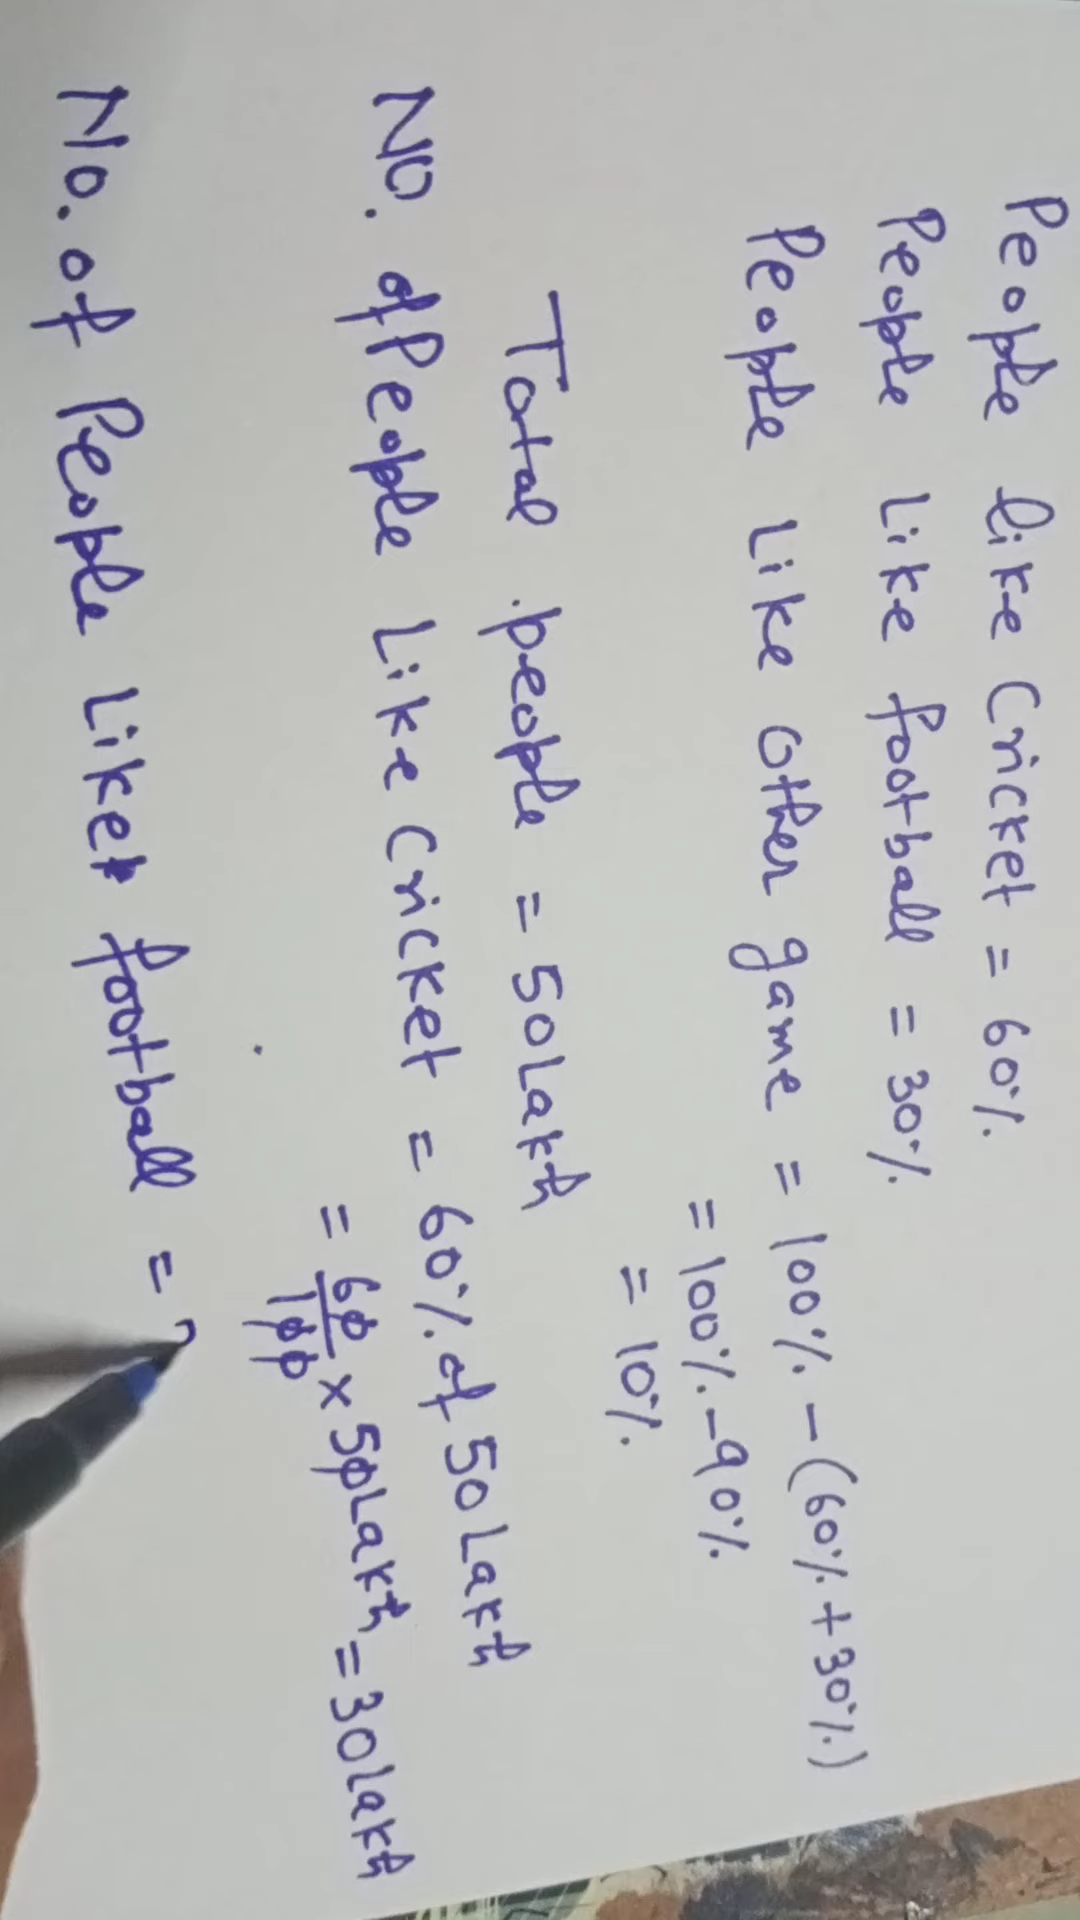 People like Cricket = 60%
People Like football = 30%
People Like other game = 100% - (60% + 30%)
= 100% - 90%
= 10%
Total people = 50 Lakh
No. of People Like Cricket = 60% of 50 Lakh
= 60/100 × 50 Lakh = 30 Lakh
No. of People Like football =